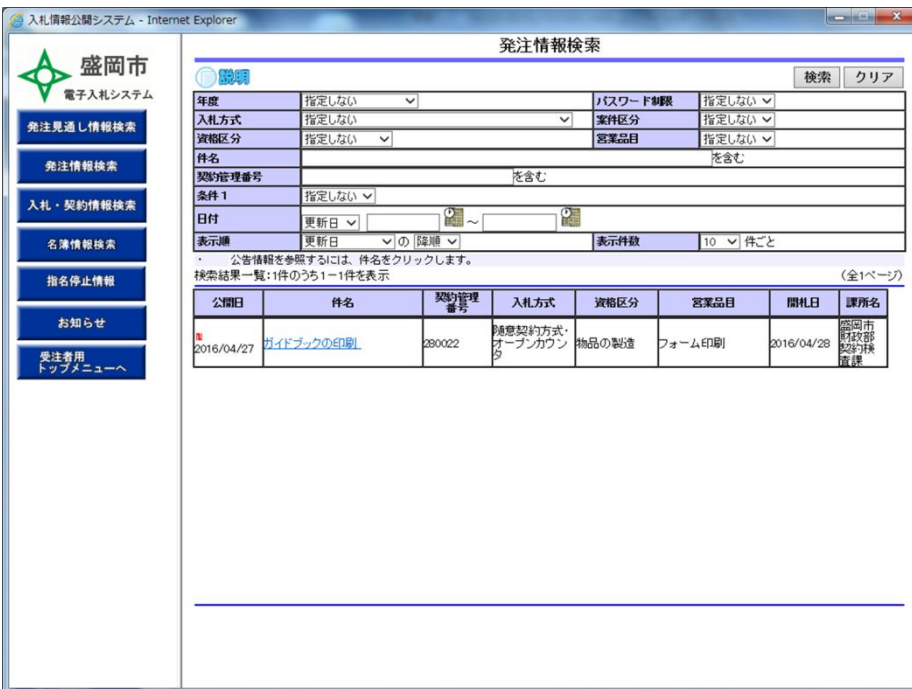 入札情報公開システム - Internet Explorer
盛岡市
電子入札システム
発注見通し情報検索
発注情報検索
入札・契約情報検索
名簿情報検索
指名停止情報
お知らせ
受注者用
トップメニューへ
発注情報検索
説明
検索 クリア
年度 指定しない パスワード制限 指定しない
入札方式 指定しない 案件区分 指定しない
資格区分 指定しない 営業品目 指定しない
件名 を含む
契約管理番号 を含む
条件1 指定しない
日付 更新日 ～
表示順 更新日 の 降順 表示件数 10 件ごと
・ 公告情報を参照するには、件名をクリックします。
検索結果一覧:1件のうち1－1件を表示 (全1ページ)
公開日 件名 契約管理番号 入札方式 資格区分 営業品目 開札日 課所名
2016/04/27 ガイドブックの印刷 280022 随意契約方式・オープンカウンタ 物品の製造 フォーム印刷 2016/04/28 盛岡市財政部契約検査課